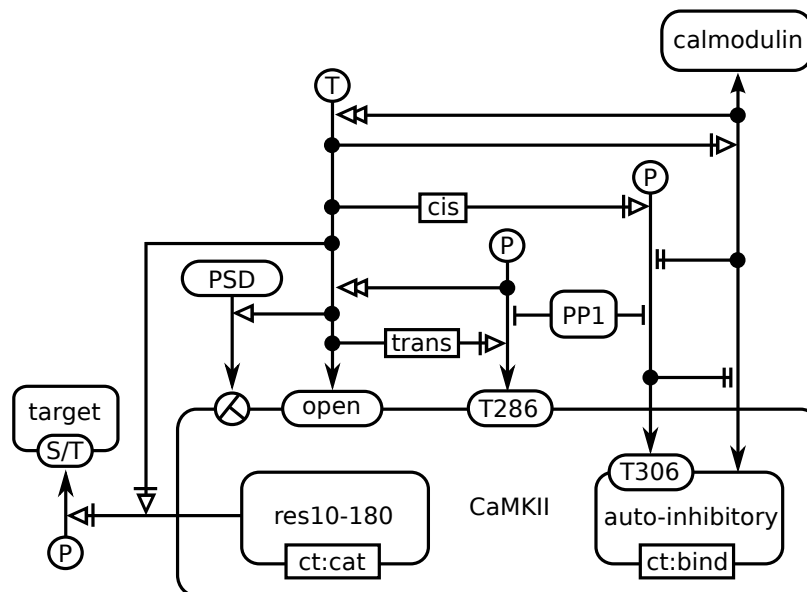 calmodulin
T
P
cis
P
PSD
PP1
trans
target
open
T286
S/T
T306
res10-180
CaMKII
auto-inhibitory
P
ct:cat
ct:bind